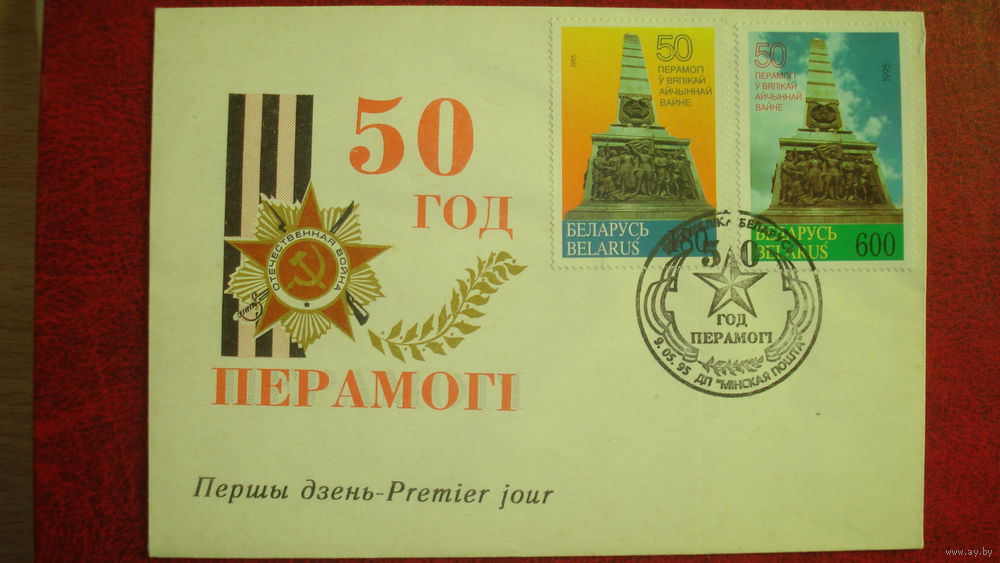 50
ГОД
ПЕРАМОГІ
ОТЕЧЕСТВЕННАЯ ВОЙНА
Першы дзень-Premier jour
1995
50
ПЕРАМОГІ
Ў ВЯЛІКАЙ
АЙЧЫННАЙ
ВАЙНЕ
БЕЛАРУСЬ
BELARUS
180
50
ПЕРАМОГІ
Ў ВЯЛІКАЙ
АЙЧЫННАЙ
ВАЙНЕ
1995
БЕЛАРУСЬ
BELARUS
600
БЕЛАРУСЬ
50
ГОД
ПЕРАМОГІ
9.05.95 ДП "МІНСКАЯ ПОШТА"
www.ay.by